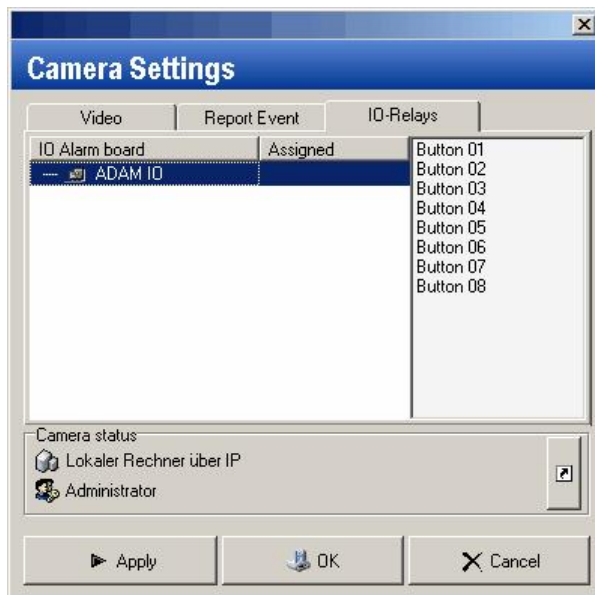 Camera Settings
Video Report Event IO-Relays
IO Alarm board Assigned
ADAM IO
Button 01
Button 02
Button 03
Button 04
Button 05
Button 06
Button 07
Button 08
Camera status
Lokaler Rechner über IP
Administrator
Apply OK Cancel